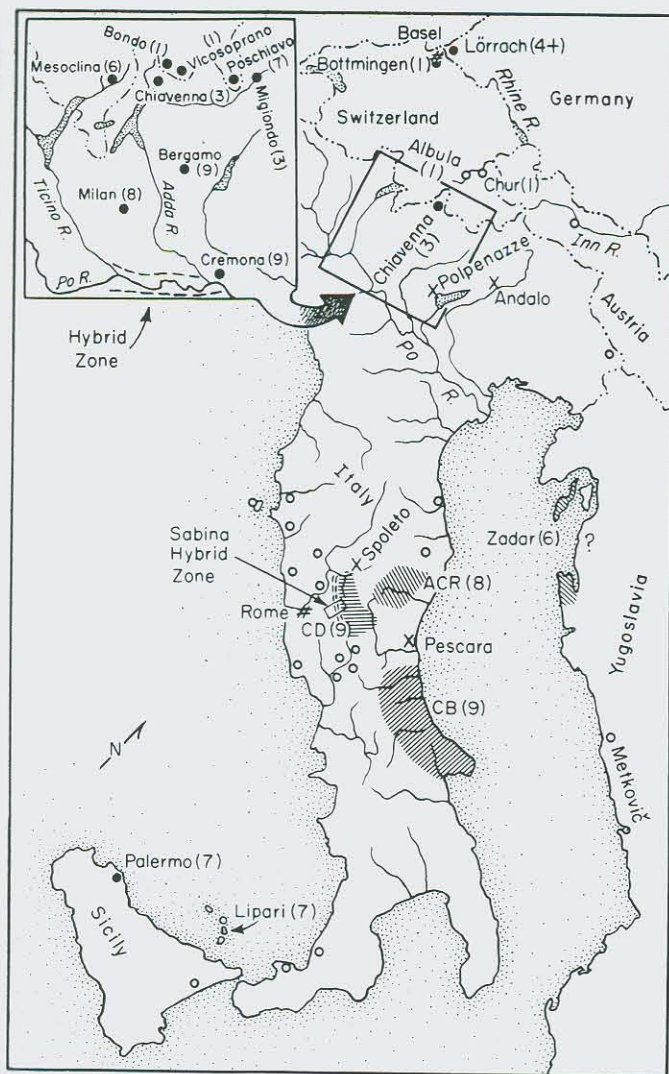 Bondo(1)
(1)
Vicosoprano
Poschiavo
(7)
Mesoclina(6)
Chiavenna(3)
Migiondo(3)
Bergamo
(9)
Milan(8)
Ticino R.
Adda R.
Cremona(9)
Po R.
Hybrid
Zone
Basel
Lörrach(4+)
#
Bottmingen(1)
Rhine R.
Germany
Switzerland
Albula
(1)
Chur(1)
Chiavenna
(3)
Inn R.
Polpenazze
Andalo
Austria
Po
R.
Italy
Spoleto
Sabina
Hybrid
Zone
Zadar(6)
?
ACR(8)
Rome #
CD(9)
Pescara
Yugoslavia
CB(9)
N
Metkovič
Palermo(7)
Lipari(7)
Sicily